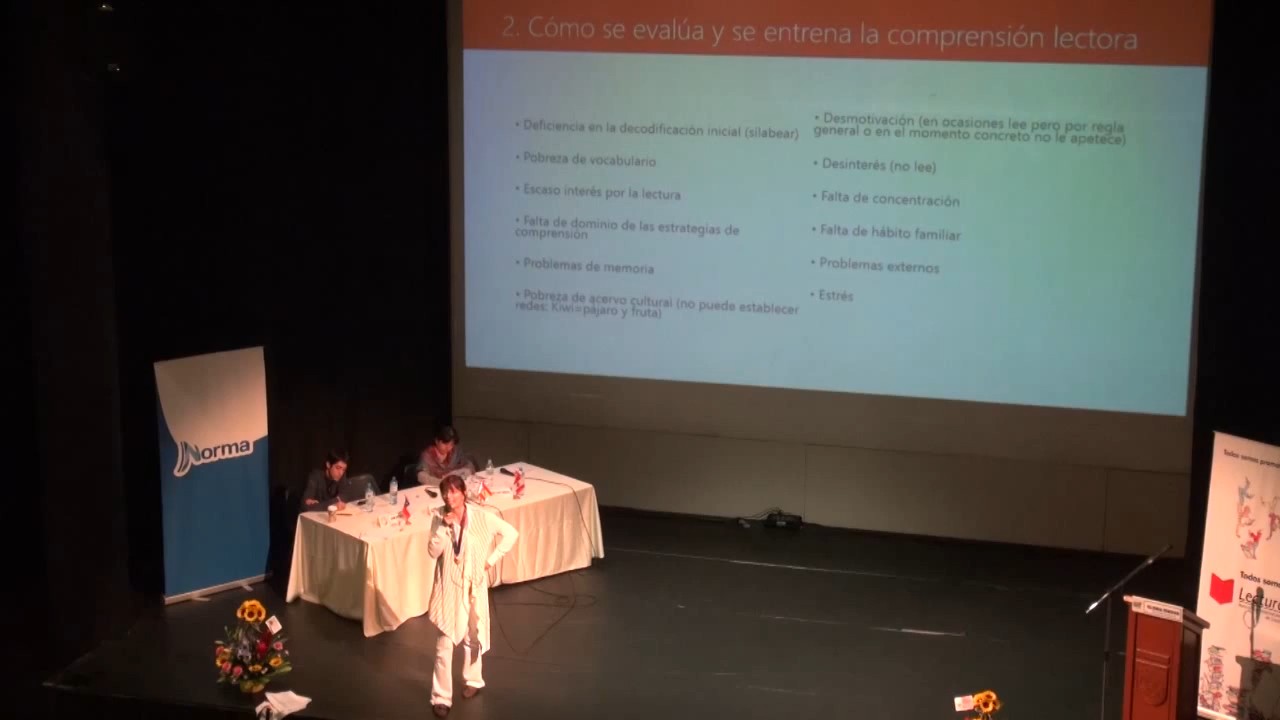 2. Cómo se evalúa y se entrena la comprensión lectora
• Deficiencia en la decodificación inicial (silabear)
• Pobreza de vocabulario
• Escaso interés por la lectura
• Falta de dominio de las estrategias de
comprensión
• Problemas de memoria
• Pobreza de acervo cultural (no puede establecer
redes: Kiwi=pájaro y fruta)
• Desmotivación (en ocasiones lee pero por regla
general o en el momento concreto no le apetece)
• Desinterés (no lee)
• Falta de concentración
• Falta de hábito familiar
• Problemas externos
• Estrés
Norma
Todos somos
Todos som
Lectura